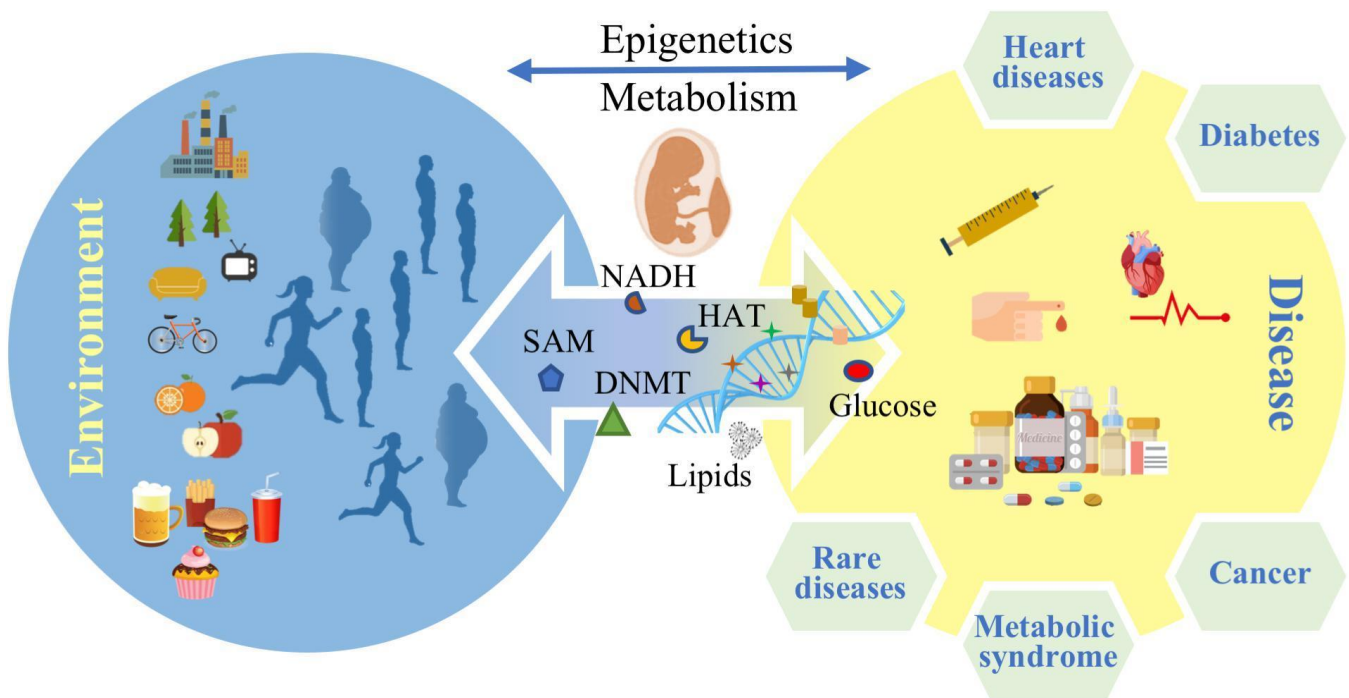 Epigenetics
Metabolism
Environment
NADH
HAT
SAM
DNMT
Glucose
Lipids
Heart
diseases
Diabetes
Disease
Medicine
Rare
diseases
Metabolic
syndrome
Cancer